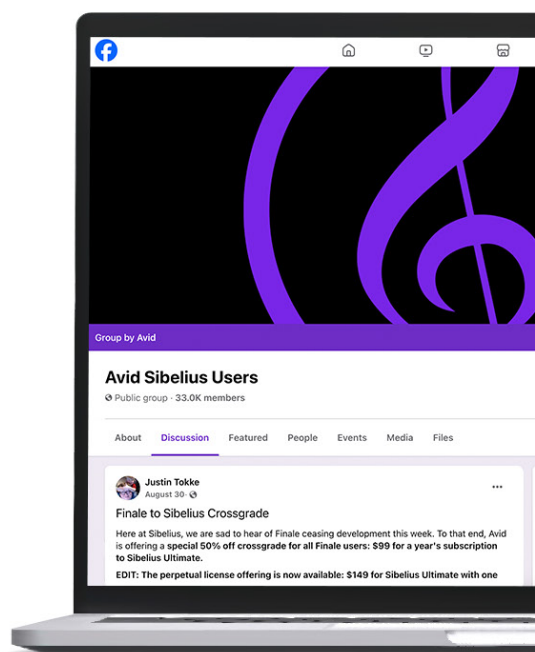 Group by Avid
Avid Sibelius Users
Public group · 33.0K members
About Discussion Featured People Events Media Files
Justin Tokke
August 30 ·
Finale to Sibelius Crossgrade
Here at Sibelius, we are sad to hear of Finale ceasing development this week. To that end, Avid
is offering a special 50% off crossgrade for all Finale users: $99 for a year's subscription
to Sibelius Ultimate.
EDIT: The perpetual license offering is now available: $149 for Sibelius Ultimate with one